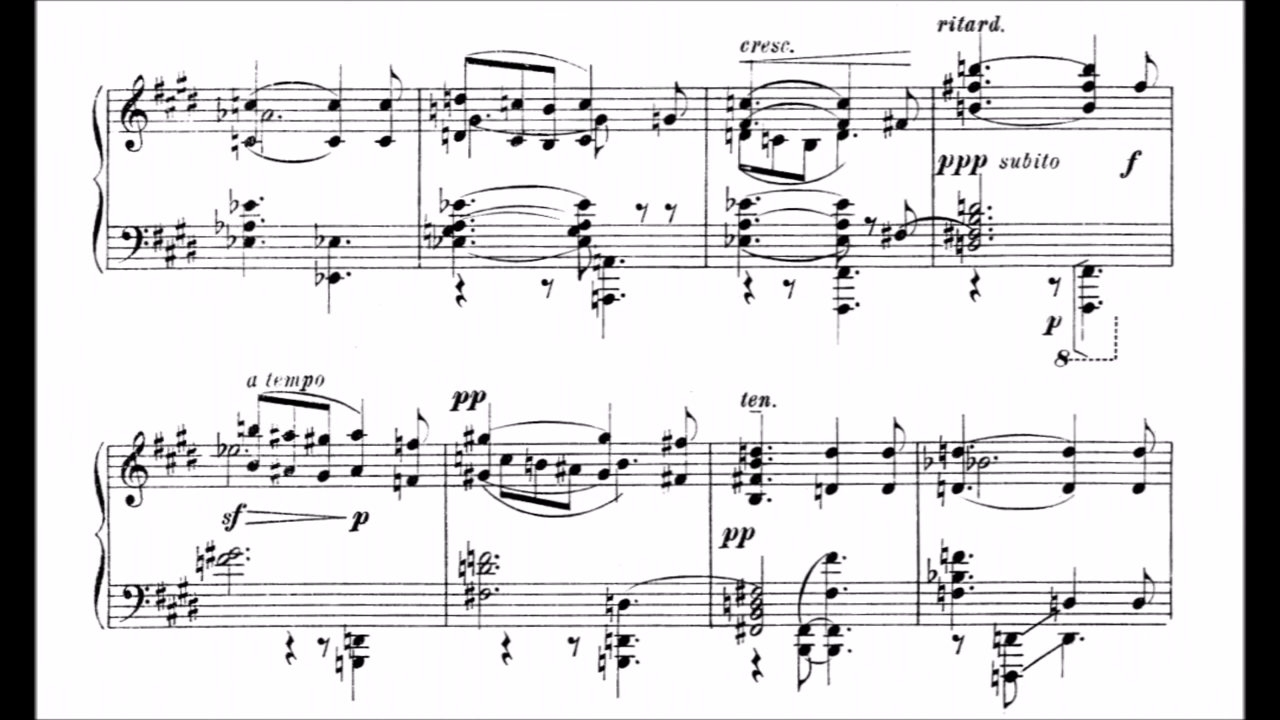 ritard.
cresc.
ppp subito f
p
8
a tempo
pp
ten.
sf p
pp